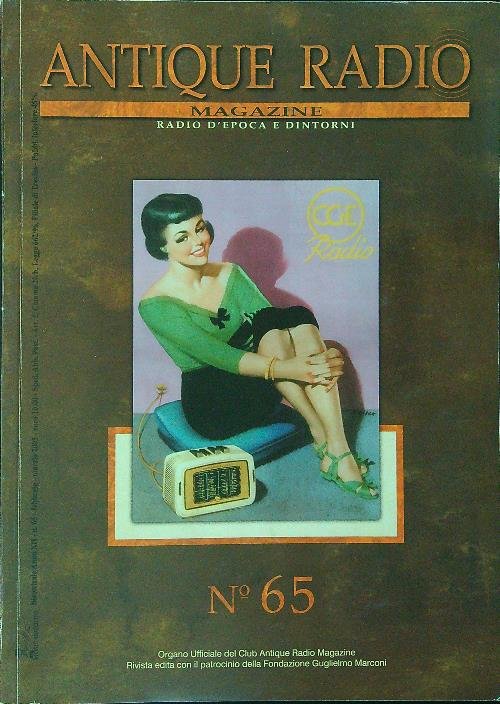 ANTIQUE RADIO
MAGAZINE
RADIO D'EPOCA E DINTORNI
CGE
Radio
Nº 65
Organo Ufficiale del Club Antique Radio Magazine
Rivista edita con il patrocinio della Fondazione Guglielmo Marconi